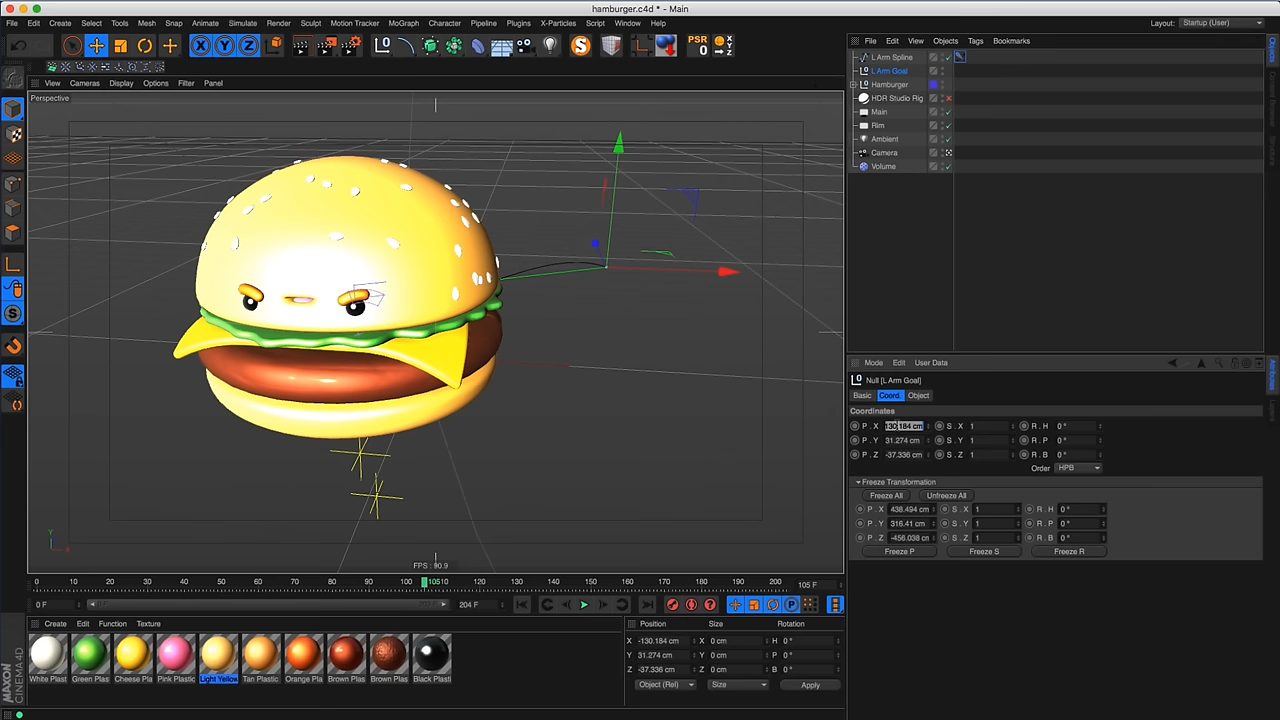 hamburger.c4d * - Main
File Edit Create Select Tools Mesh Snap Animate Simulate Render Sculpt Motion Tracker MoGraph Character Pipeline Plugins X-Particles Script Window Help
Layout: Startup (User)
X Y Z S PSR 0
File Edit View Objects Tags Bookmarks
View Cameras Display Options Filter Panel
Perspective
L Arm Spline
L Arm Goal
Hamburger
HDR Studio Rig
Main
Rim
Ambient
Camera
Volume
Mode Edit User Data
Null [L Arm Goal]
Basic Coord. Object
Coordinates
P . X -130.184 cm S . X 1 R . H 0 °
P . Y 31.274 cm S . Y 1 R . P 0 °
P . Z -37.336 cm S . Z 1 R . B 0 °
Order HPB
Freeze Transformation
Freeze All Unfreeze All
P . X 438.494 cm S . X 1 R . H 0 °
P . Y 316.41 cm S . Y 1 R . P 0 °
P . Z -456.038 cm S . Z 1 R . B 0 °
Freeze P Freeze S Freeze R
FPS : 90.9
0 10 20 30 40 50 60 70 80 90 100 105 110 120 130 140 150 160 170 180 190 200 105 F
0 F 204 F
Create Edit Function Texture
White Plast Green Plas Cheese Pla Pink Plastic Light Yellow Tan Plastic Orange Plas Brown Plas Brown Plas Black Plasti
Position Size Rotation
X -130.184 cm X 0 cm H 0 °
Y 31.274 cm Y 0 cm P 0 °
Z -37.336 cm Z 0 cm B 0 °
Object (Rel) Size Apply
MAXON
CINEMA 4D